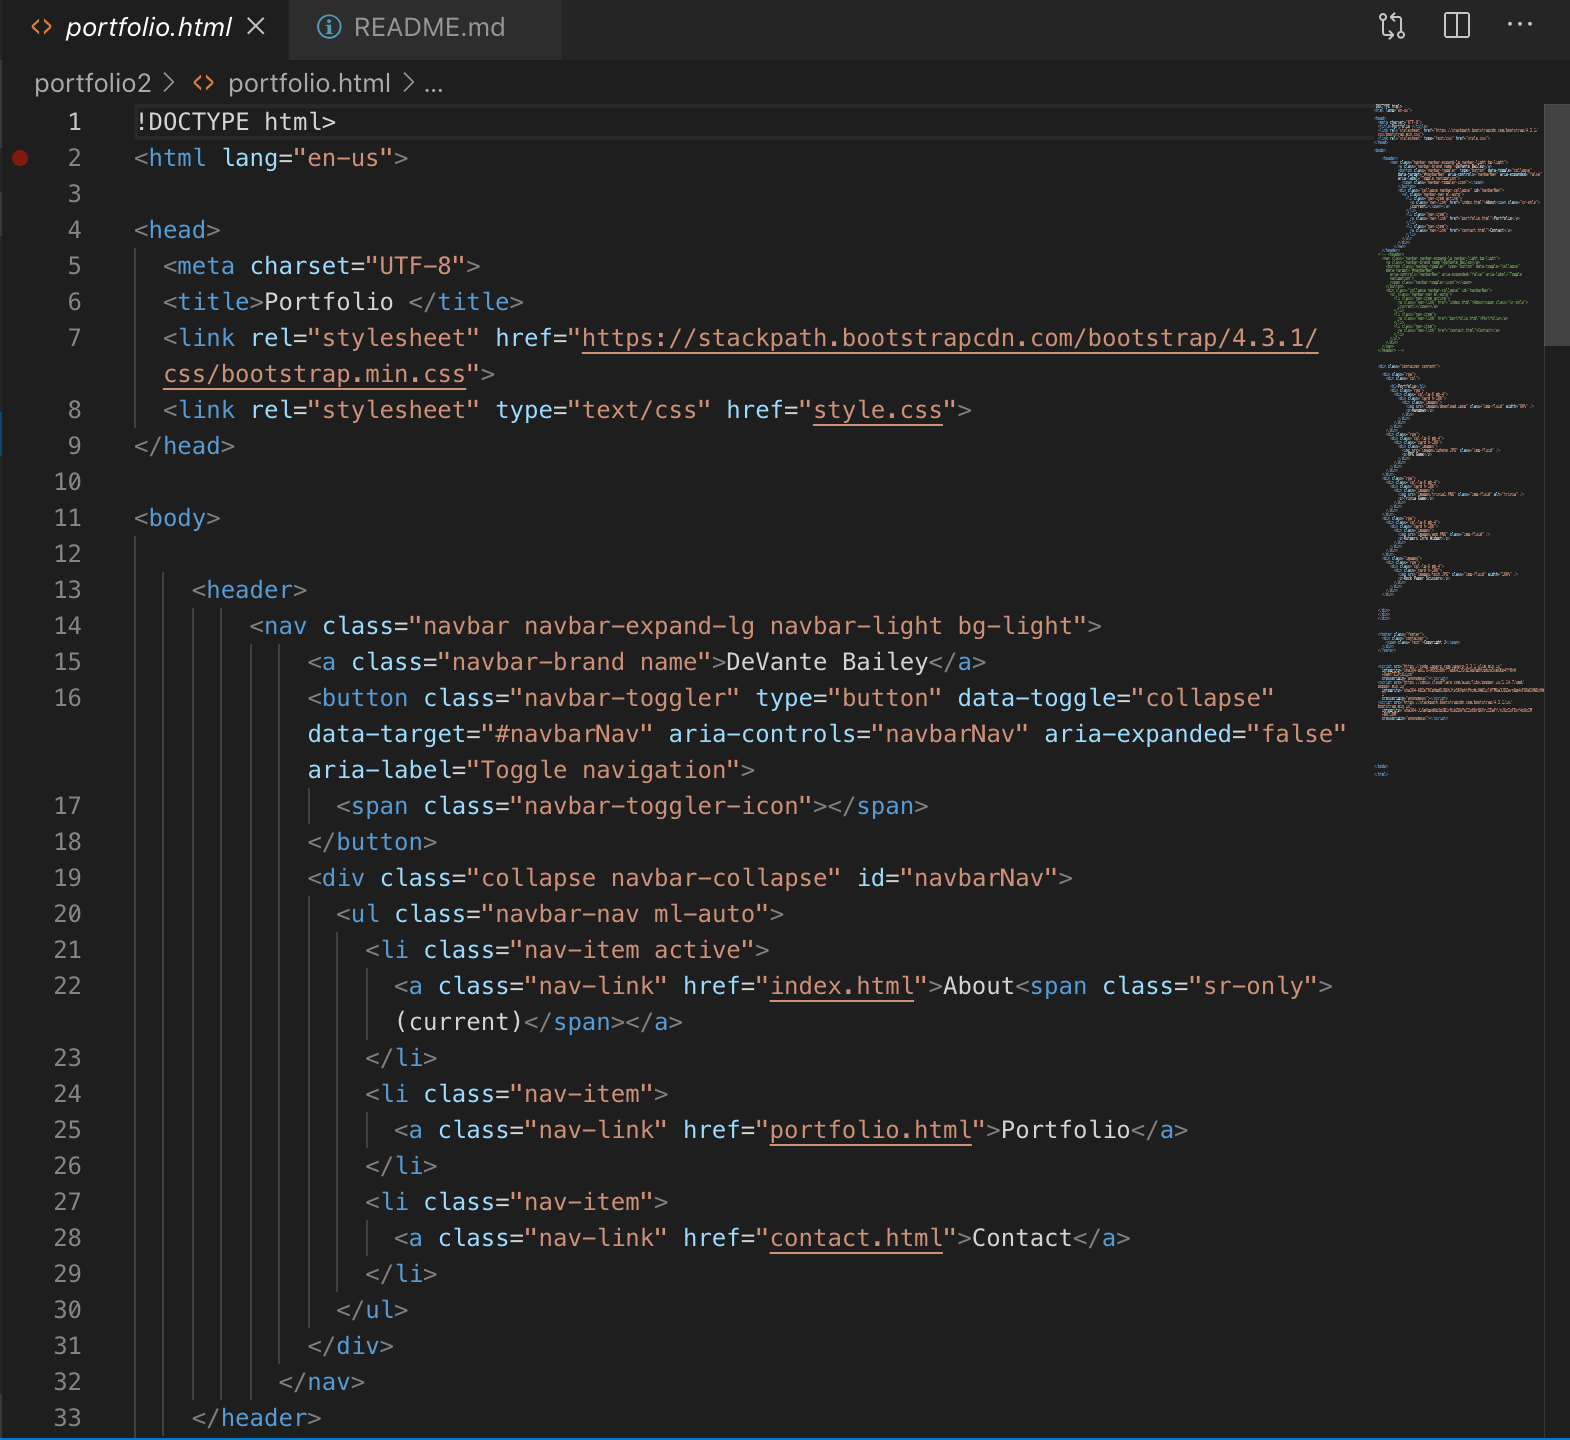 portfolio.html
README.md
portfolio2 > portfolio.html > ...
1 !DOCTYPE html>
2 <html lang="en-us">
3
4 <head>
5 <meta charset="UTF-8">
6 <title>Portfolio </title>
7 <link rel="stylesheet" href="https://stackpath.bootstrapcdn.com/bootstrap/4.3.1/
css/bootstrap.min.css">
8 <link rel="stylesheet" type="text/css" href="style.css">
9 </head>
10
11 <body>
12
13 <header>
14 <nav class="navbar navbar-expand-lg navbar-light bg-light">
15 <a class="navbar-brand name">DeVante Bailey</a>
16 <button class="navbar-toggler" type="button" data-toggle="collapse"
data-target="#navbarNav" aria-controls="navbarNav" aria-expanded="false"
aria-label="Toggle navigation">
17 <span class="navbar-toggler-icon"></span>
18 </button>
19 <div class="collapse navbar-collapse" id="navbarNav">
20 <ul class="navbar-nav ml-auto">
21 <li class="nav-item active">
22 <a class="nav-link" href="index.html">About<span class="sr-only">
(current)</span></a>
23 </li>
24 <li class="nav-item">
25 <a class="nav-link" href="portfolio.html">Portfolio</a>
26 </li>
27 <li class="nav-item">
28 <a class="nav-link" href="contact.html">Contact</a>
29 </li>
30 </ul>
31 </div>
32 </nav>
33 </header>